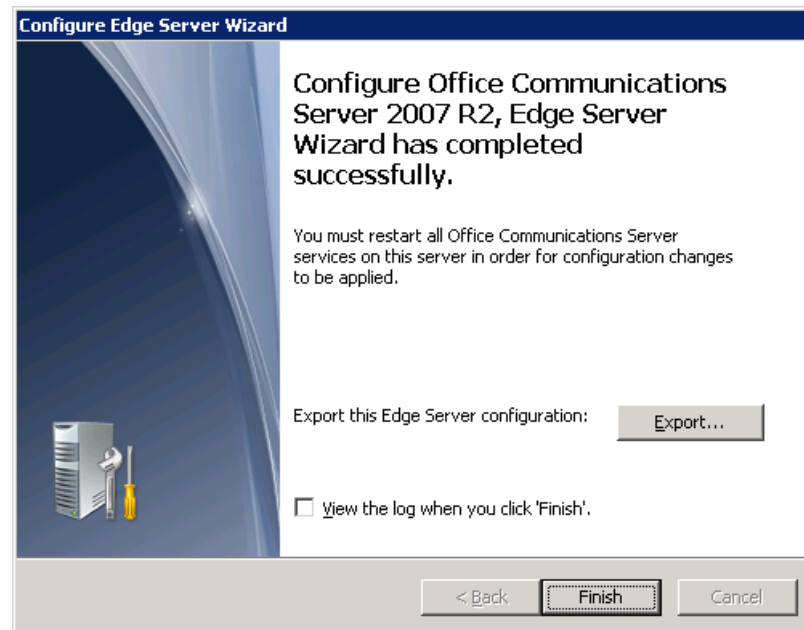 Configure Edge Server Wizard
Configure Office Communications
Server 2007 R2, Edge Server
Wizard has completed
successfully.
You must restart all Office Communications Server
services on this server in order for configuration changes
to be applied.
Export this Edge Server configuration: Export...
View the log when you click 'Finish'.
< Back Finish Cancel